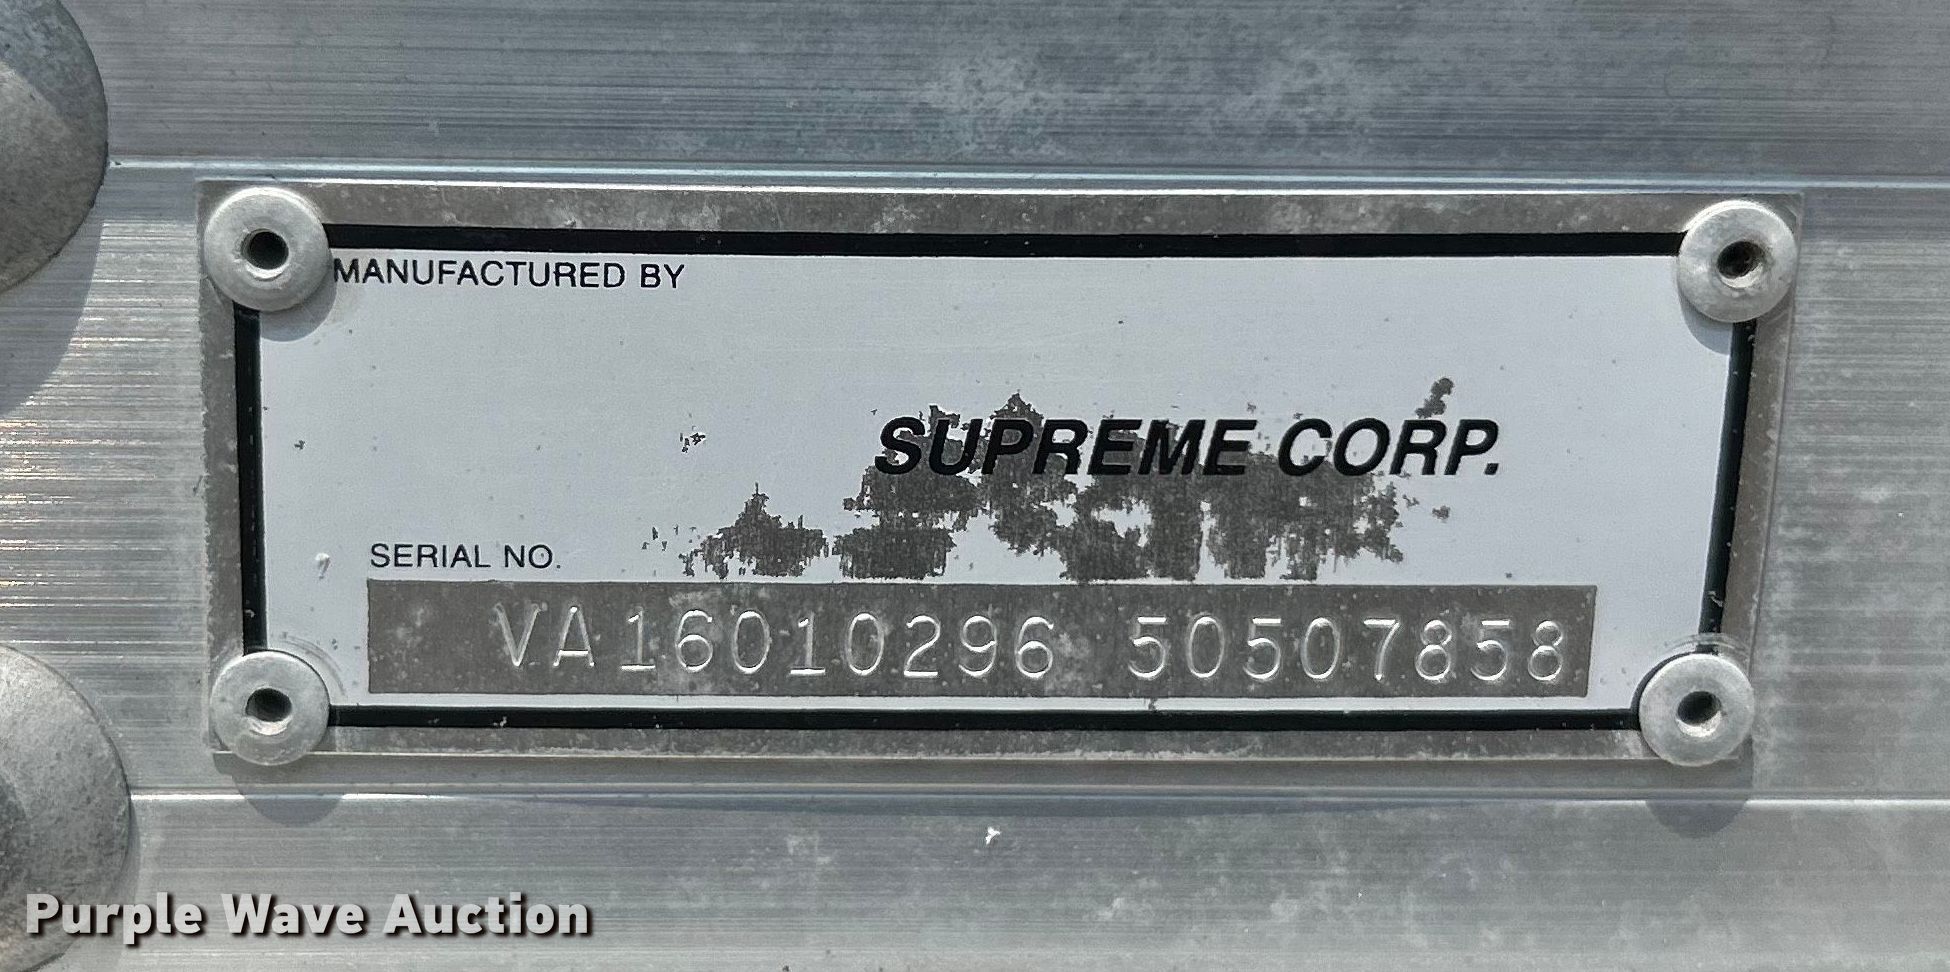 MANUFACTURED BY
SUPREME CORP.
SERIAL NO.
VA16010296 50507858
Purple Wave Auction